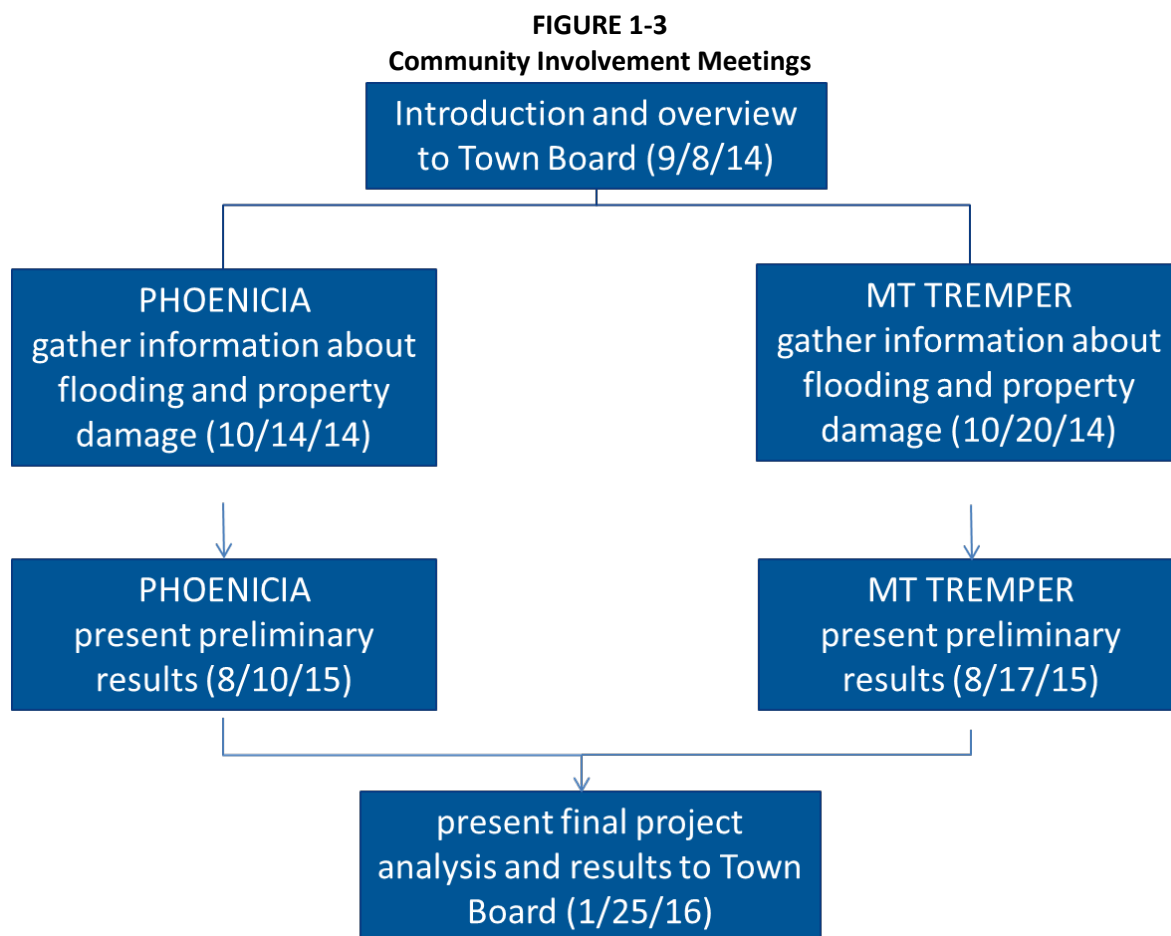 FIGURE 1-3
Community Involvement Meetings
Introduction and overview
to Town Board (9/8/14)
PHOENICIA
gather information about
flooding and property
damage (10/14/14)
MT TREMPER
gather information about
flooding and property
damage (10/20/14)
PHOENICIA
present preliminary
results (8/10/15)
MT TREMPER
present preliminary
results (8/17/15)
present final project
analysis and results to Town
Board (1/25/16)